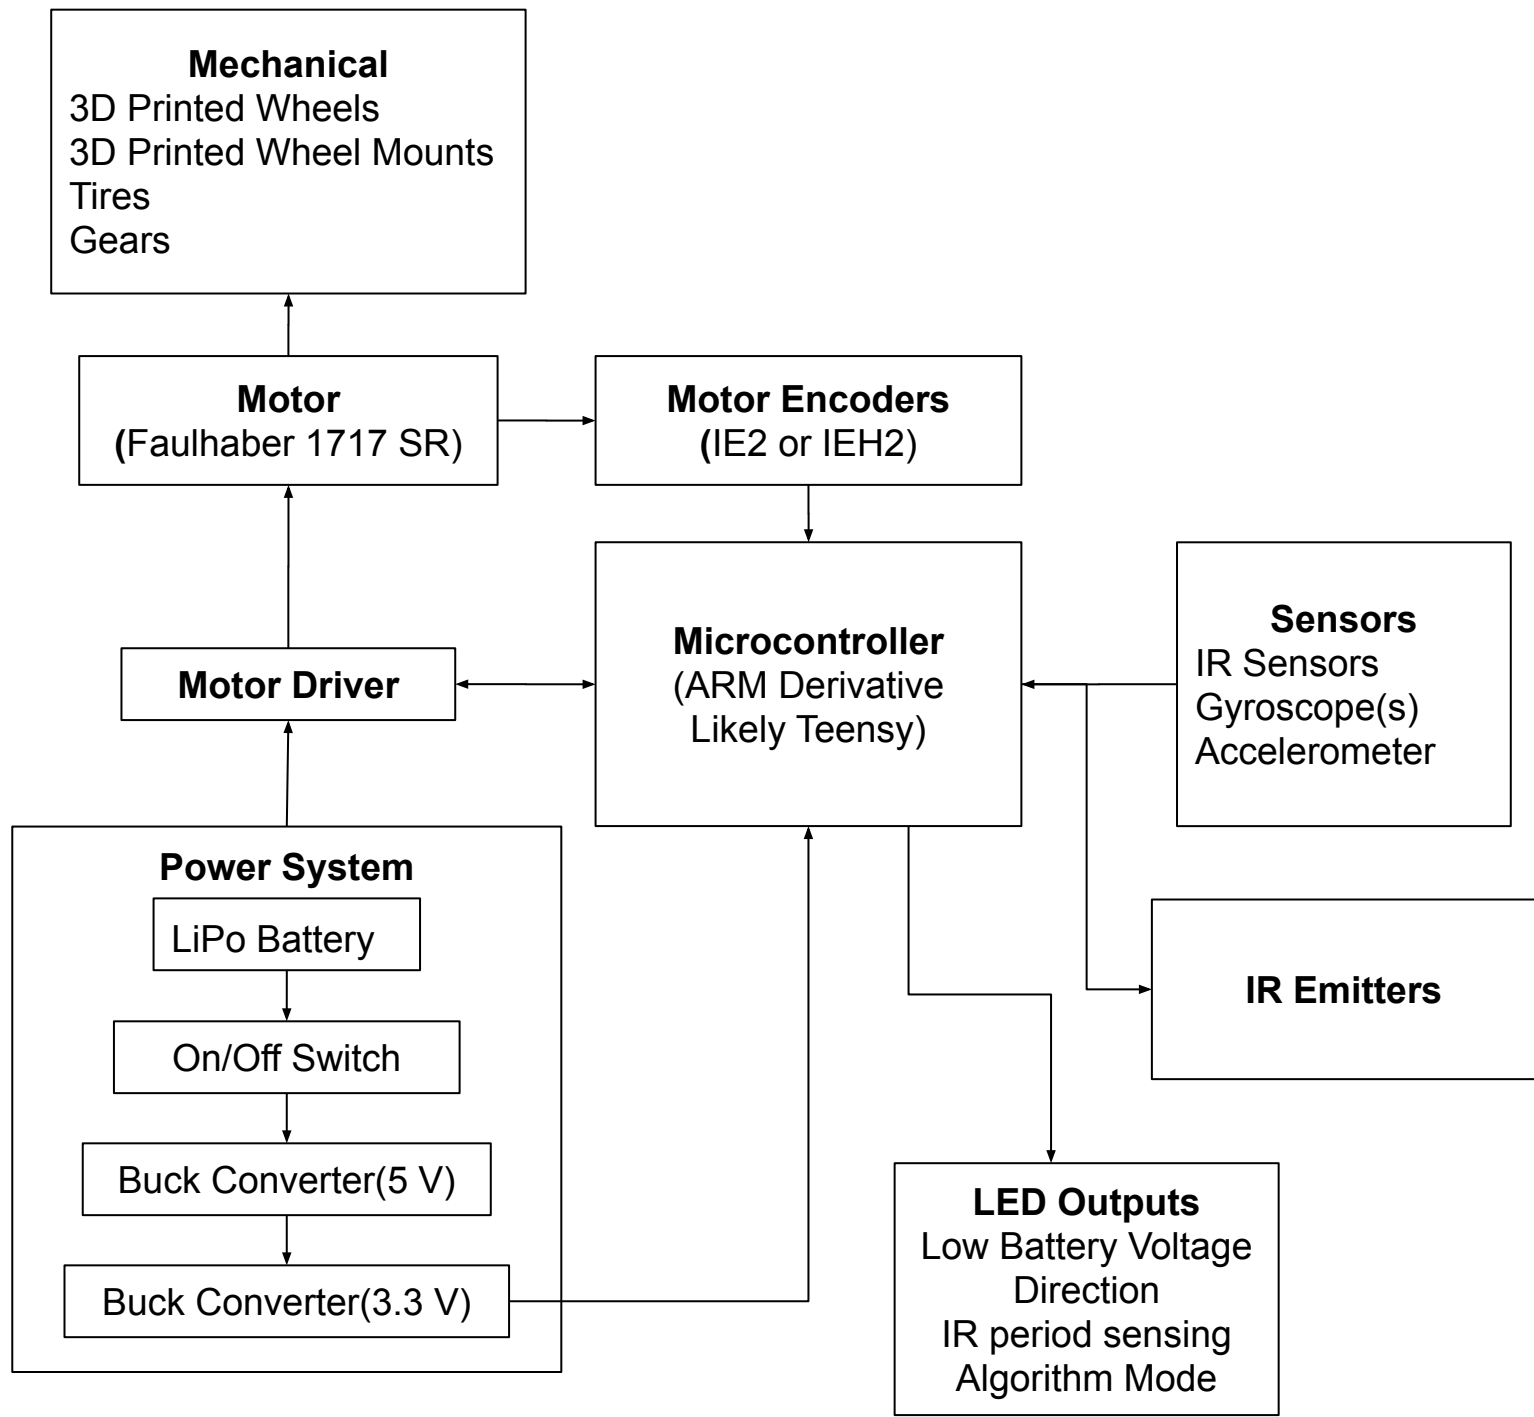 Mechanical
3D Printed Wheels
3D Printed Wheel Mounts
Tires
Gears
Motor
(Faulhaber 1717 SR)
Motor Encoders
(IE2 or IEH2)
Motor Driver
Microcontroller
(ARM Derivative
Likely Teensy)
Sensors
IR Sensors
Gyroscope(s)
Accelerometer
Power System
LiPo Battery
On/Off Switch
Buck Converter(5 V)
Buck Converter(3.3 V)
IR Emitters
LED Outputs
Low Battery Voltage
Direction
IR period sensing
Algorithm Mode